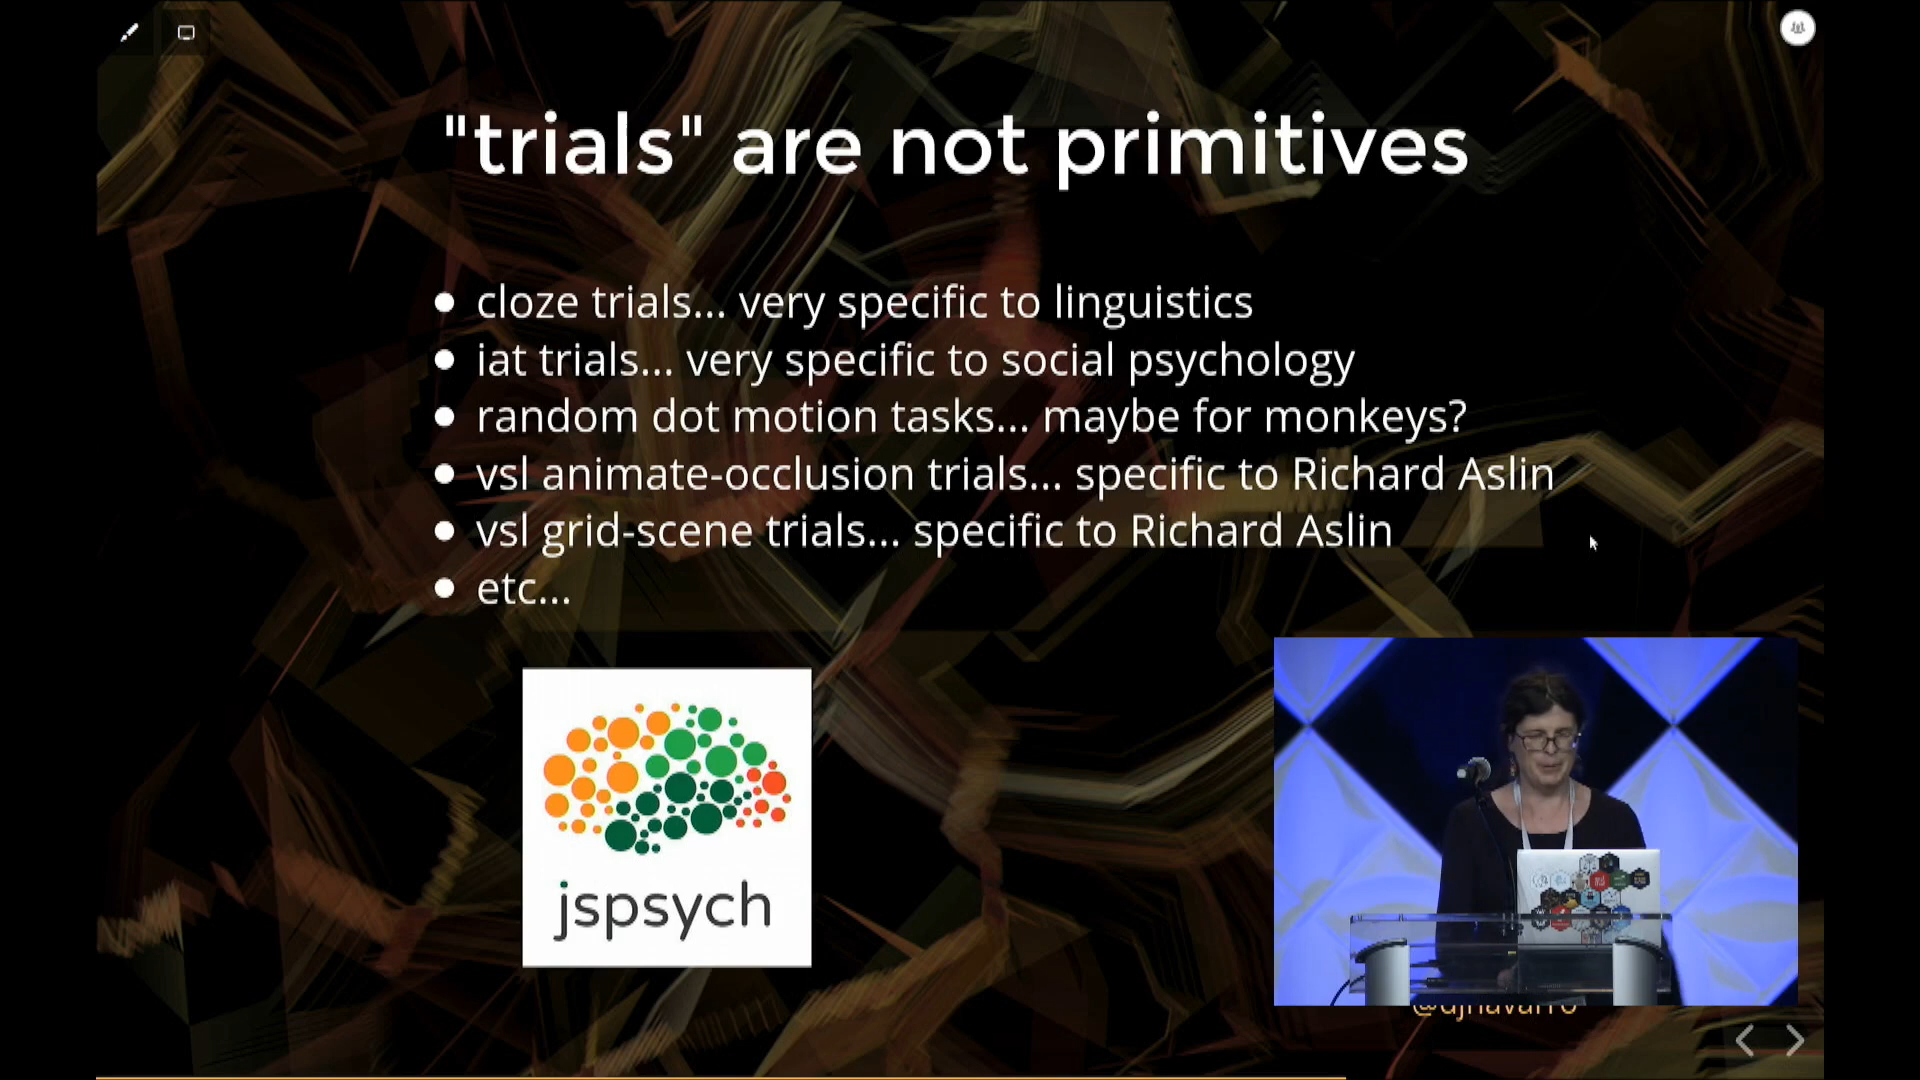 "trials" are not primitives
• cloze trials... very specific to linguistics
• iat trials... very specific to social psychology
• random dot motion tasks... maybe for monkeys?
• vsl animate-occlusion trials... specific to Richard Aslin
• vsl grid-scene trials... specific to Richard Aslin
• etc...
jspsych
@djnavarro